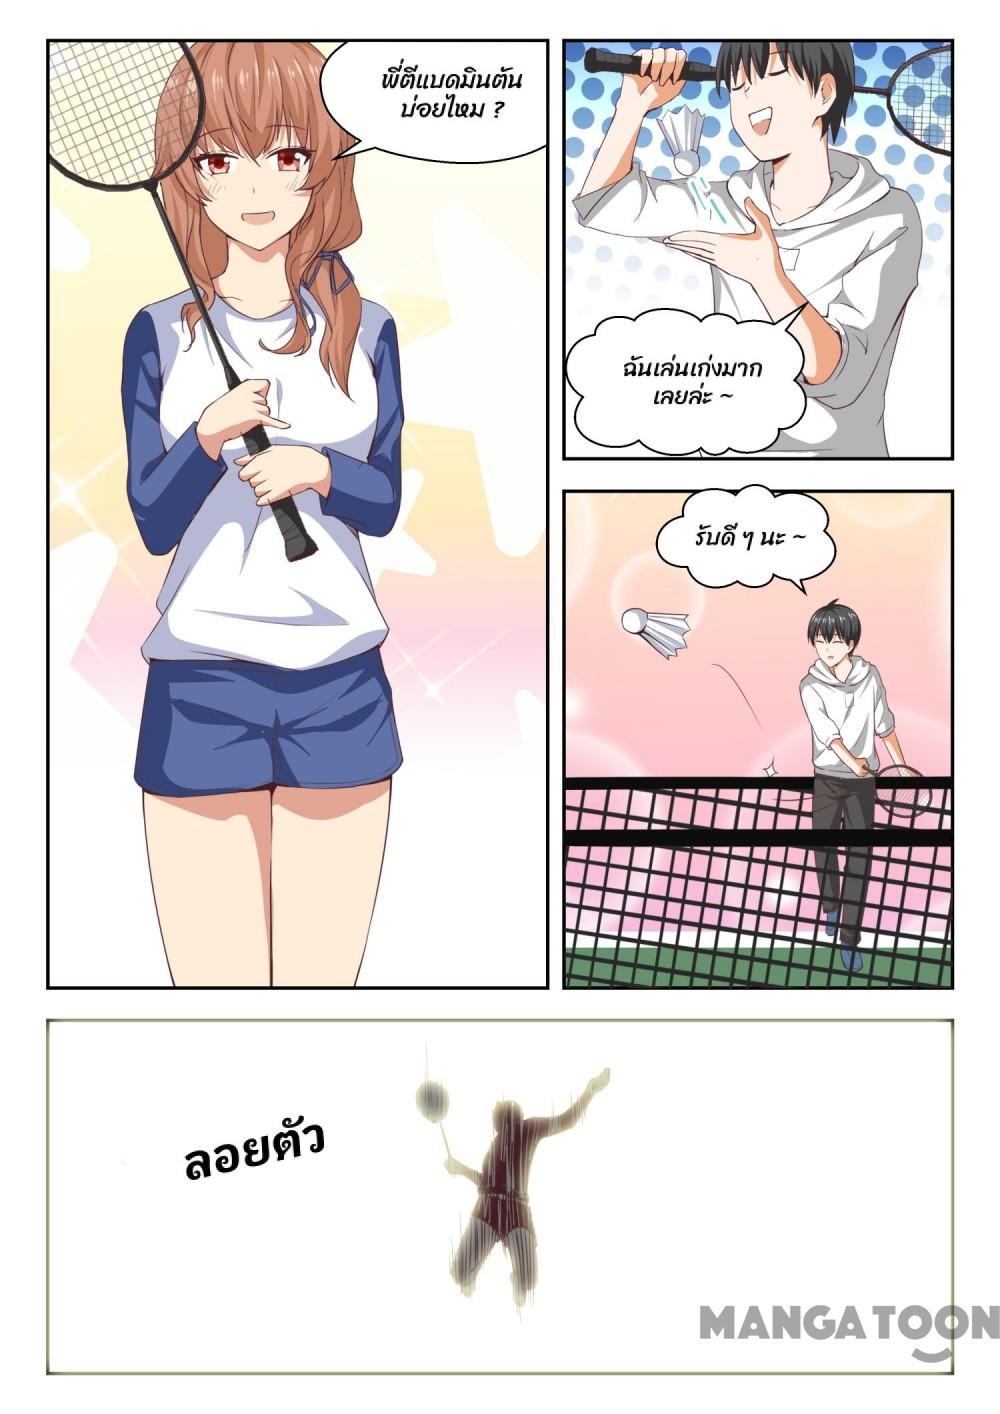 พี่ตีแบดมินตัน
บ่อยไหม ?
ฉันเล่นเก่งมาก
เลยล่ะ ~
รับดี ๆ นะ ~
ลอยตัว
MANGA TOON